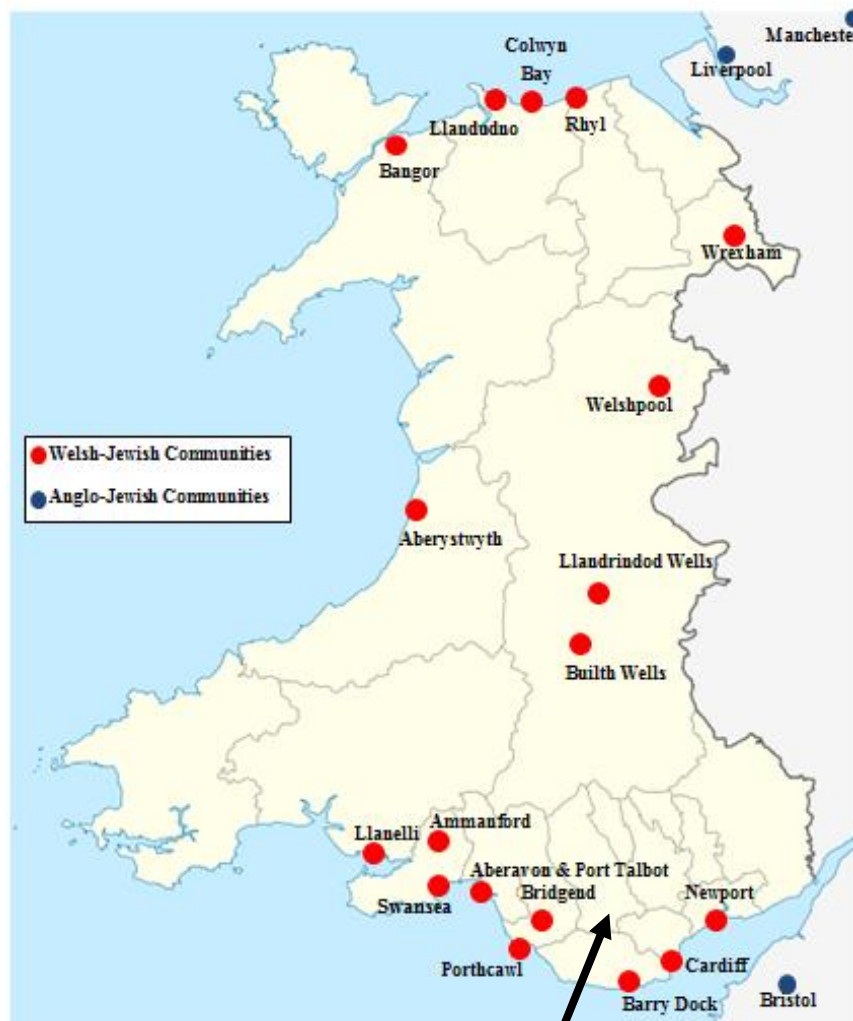 Manchester
Liverpool
Colwyn
Bay
Llandudno
Rhyl
Bangor
Wrexham
Welshpool
Welsh-Jewish Communities
Anglo-Jewish Communities
Aberystwyth
Llandrindod Wells
Builth Wells
Llanelli
Ammanford
Aberavon & Port Talbot
Bridgend
Swansea
Newport
Porthcawl
Cardiff
Barry Dock
Bristol